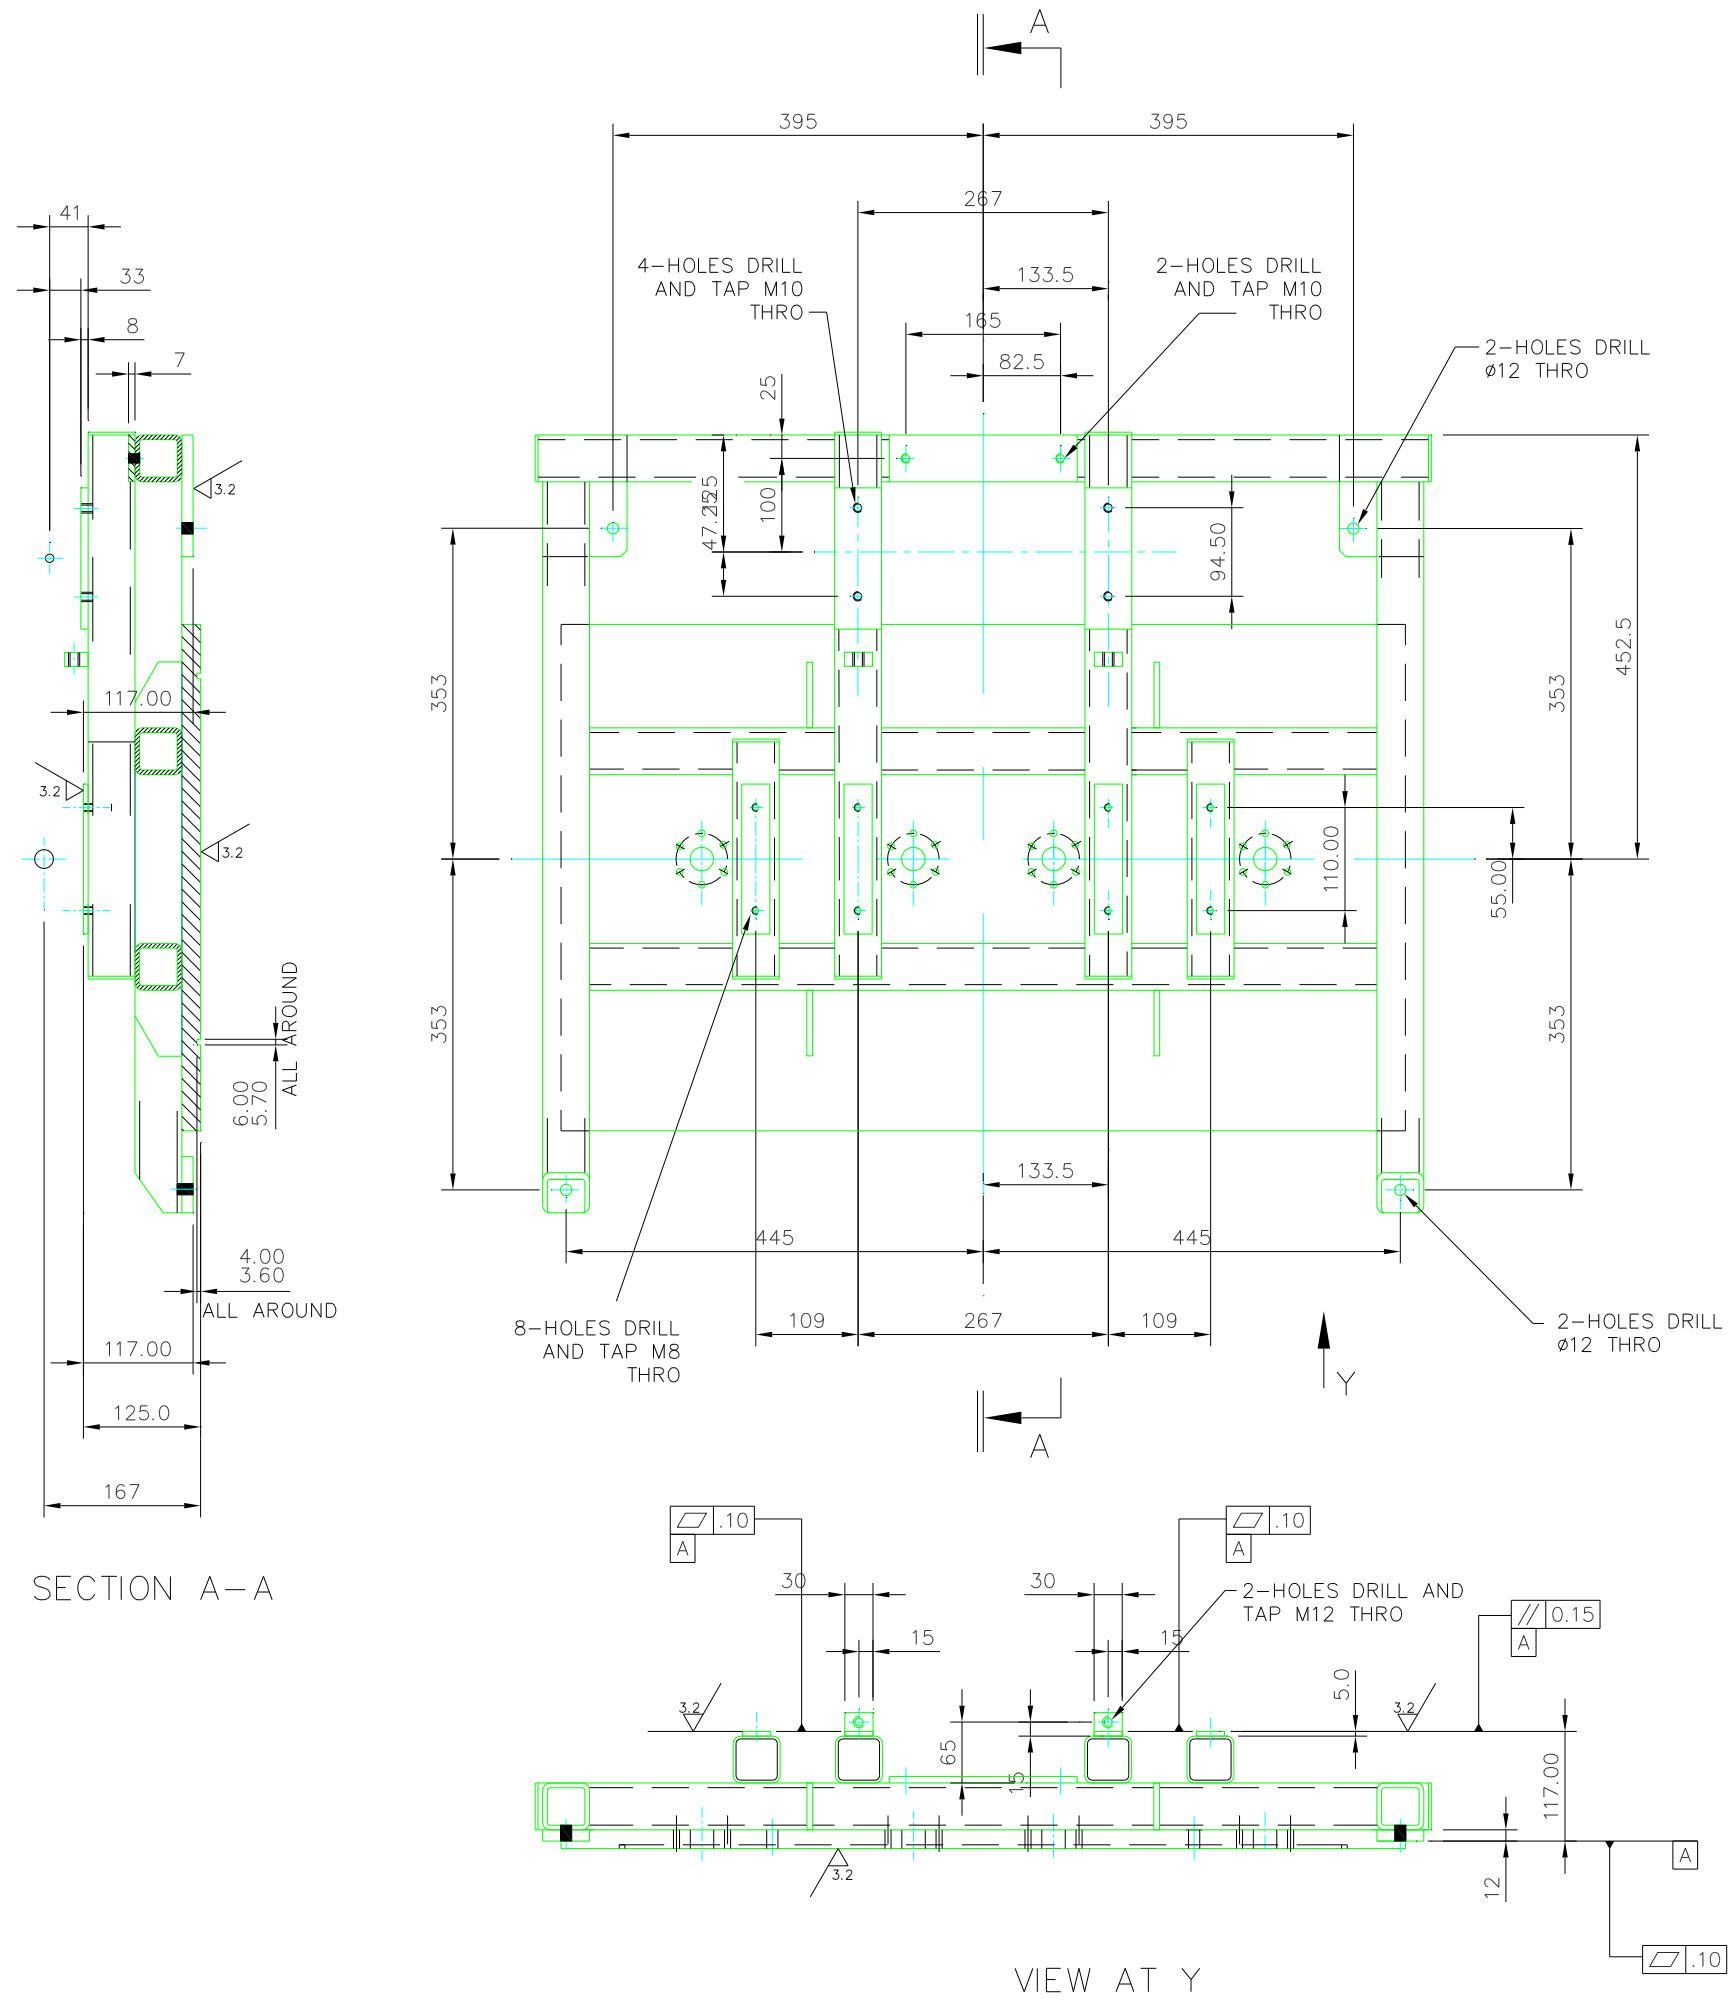 A
395
395
267
41
4-HOLES DRILL
AND TAP M10
THRO
133.5
2-HOLES DRILL
AND TAP M10
THRO
33
8
165
2-HOLES DRILL
ø12 THRO
7
82.5
25
3.2
100
94.50
353
117.00
452.5
353
3.2
3.2
110.00
55.00
353
353
ALL AROUND
6.00
5.70
133.5
445
445
4.00
3.60
ALL AROUND
109
267
109
8-HOLES DRILL
AND TAP M8
THRO
2-HOLES DRILL
ø12 THRO
117.00
Y
125.0
A
167
.10
A
.10
A
SECTION A-A
30
30
2-HOLES DRILL AND
TAP M12 THRO
// 0.15
A
15
15
5.0
3.2
3.2
65
15
117.00
3.2
12
A
.10
VIEW AT Y